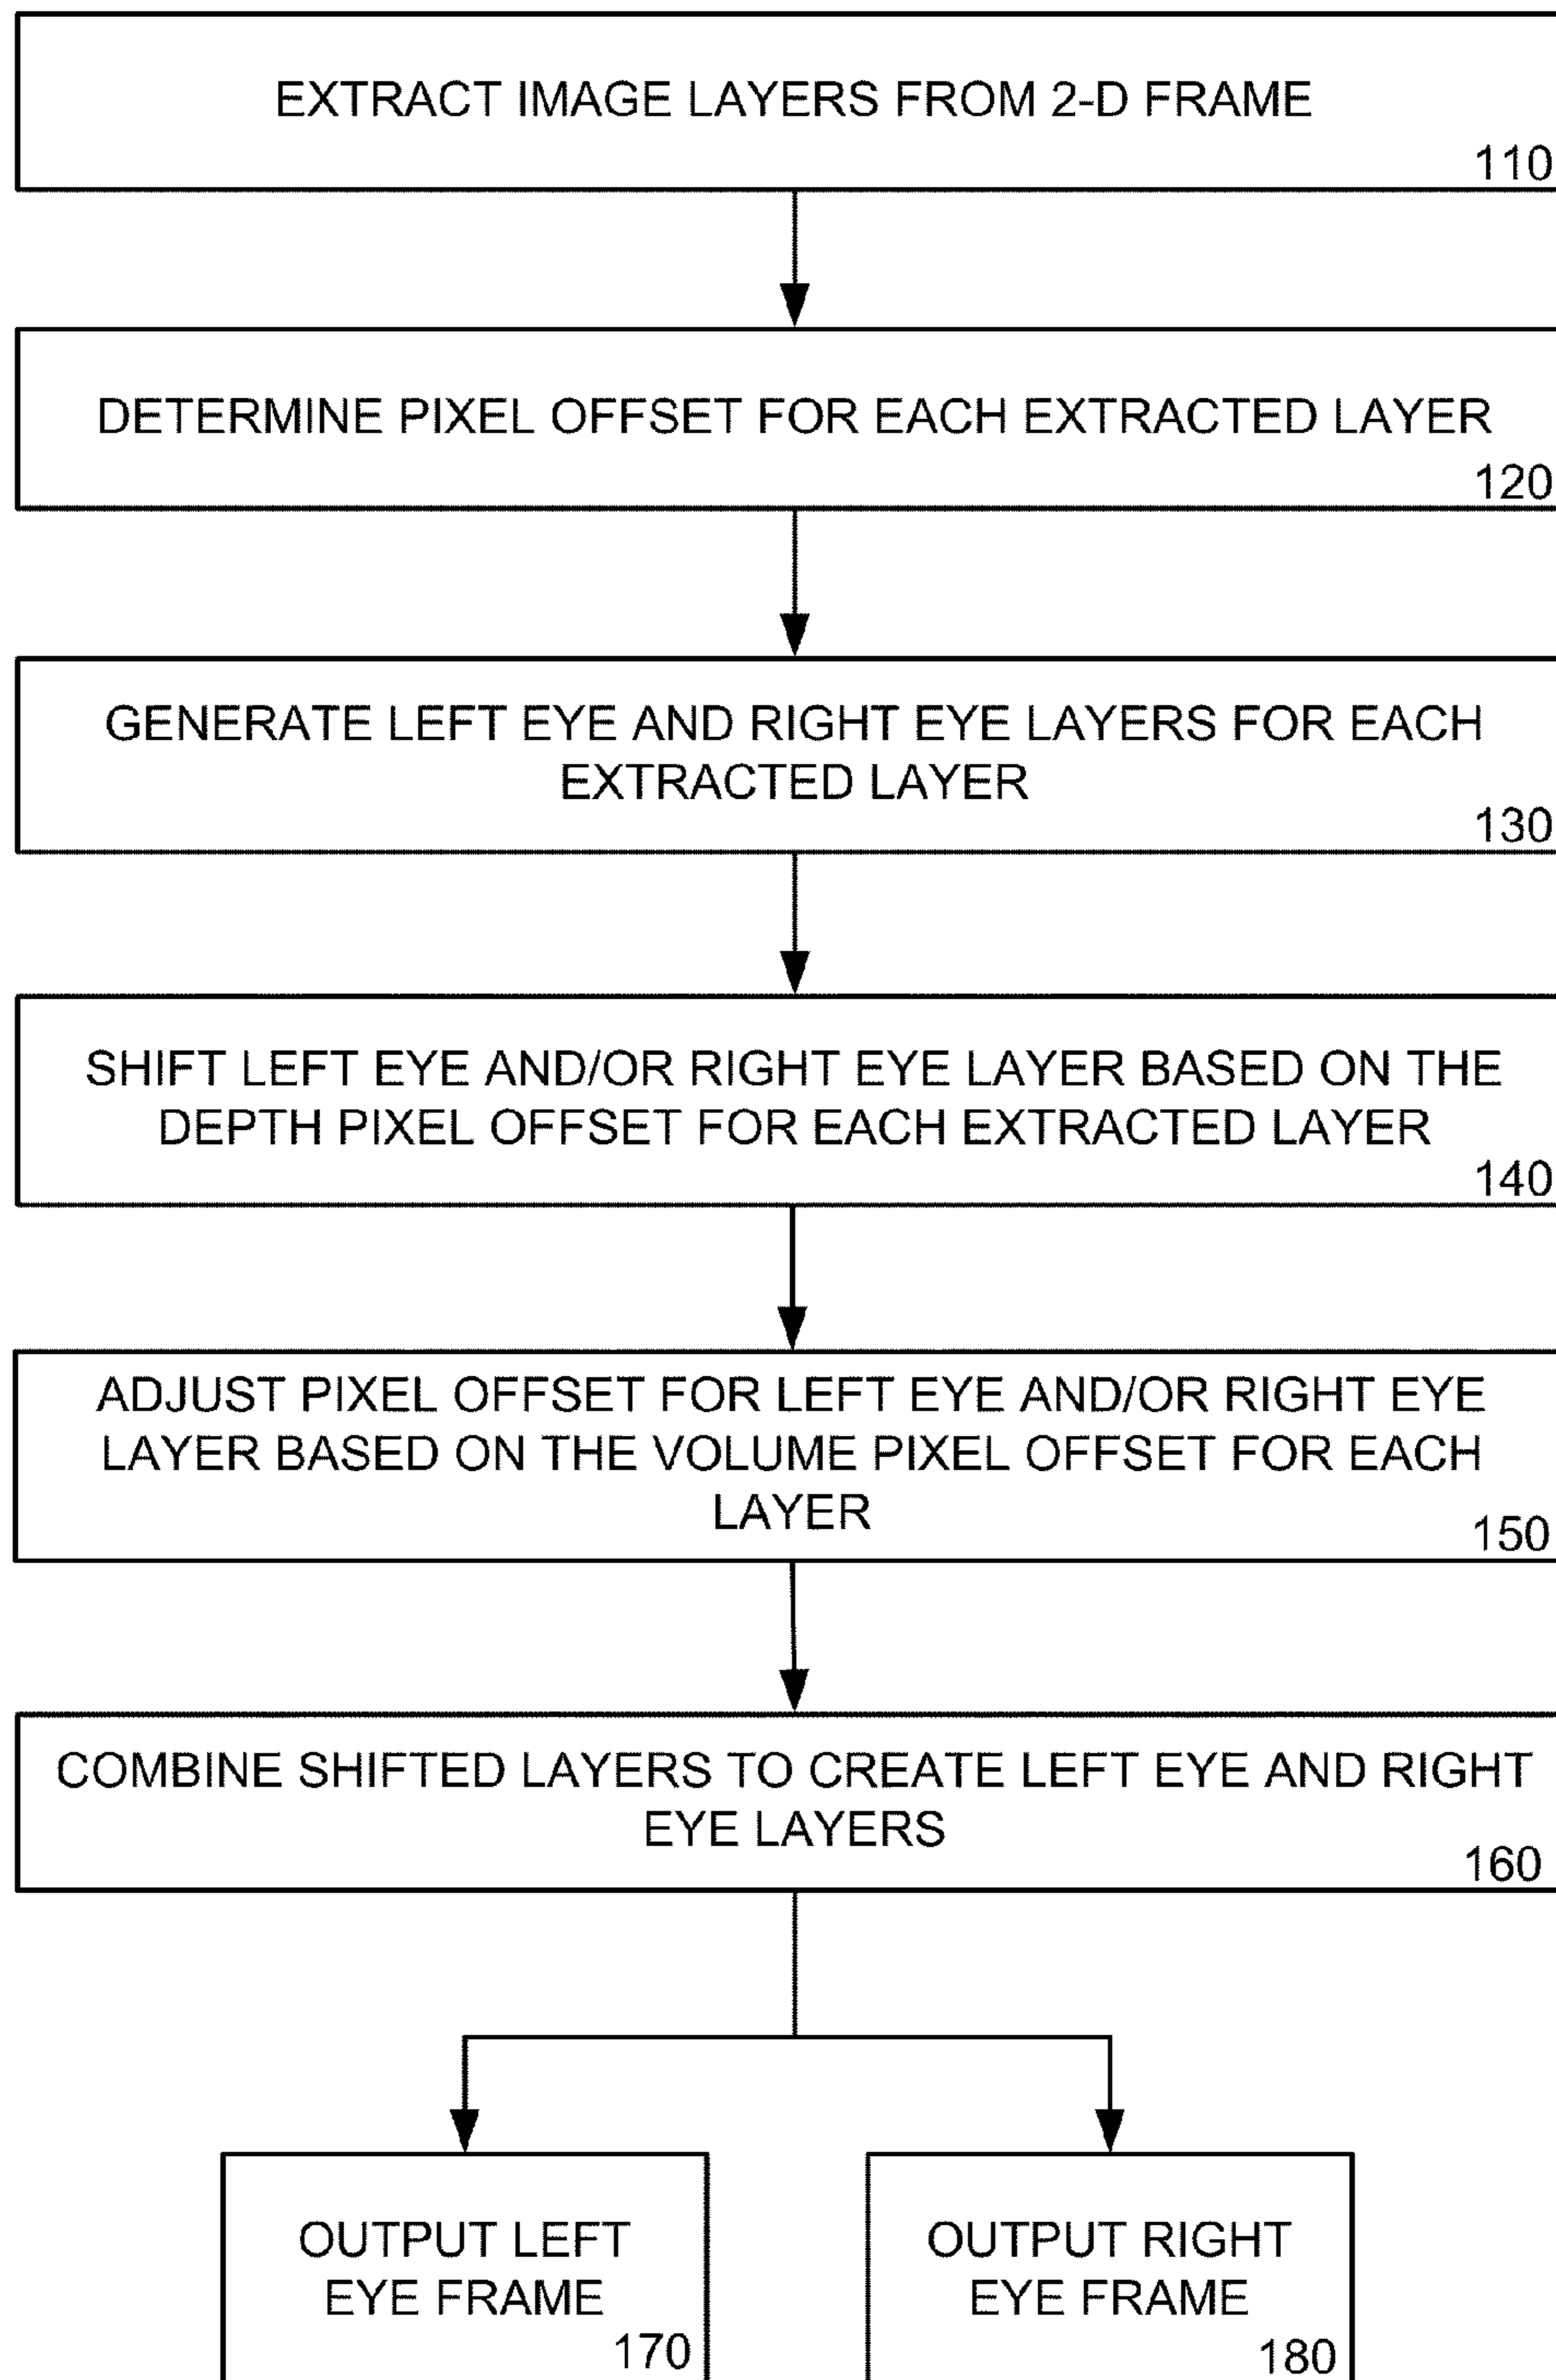 EXTRACT IMAGE LAYERS FROM 2-D FRAME
110
DETERMINE PIXEL OFFSET FOR EACH EXTRACTED LAYER
120
GENERATE LEFT EYE AND RIGHT EYE LAYERS FOR EACH
EXTRACTED LAYER
130
SHIFT LEFT EYE AND/OR RIGHT EYE LAYER BASED ON THE
DEPTH PIXEL OFFSET FOR EACH EXTRACTED LAYER
140
ADJUST PIXEL OFFSET FOR LEFT EYE AND/OR RIGHT EYE
LAYER BASED ON THE VOLUME PIXEL OFFSET FOR EACH
LAYER
150
COMBINE SHIFTED LAYERS TO CREATE LEFT EYE AND RIGHT
EYE LAYERS
160
OUTPUT LEFT
EYE FRAME
170
OUTPUT RIGHT
EYE FRAME
180